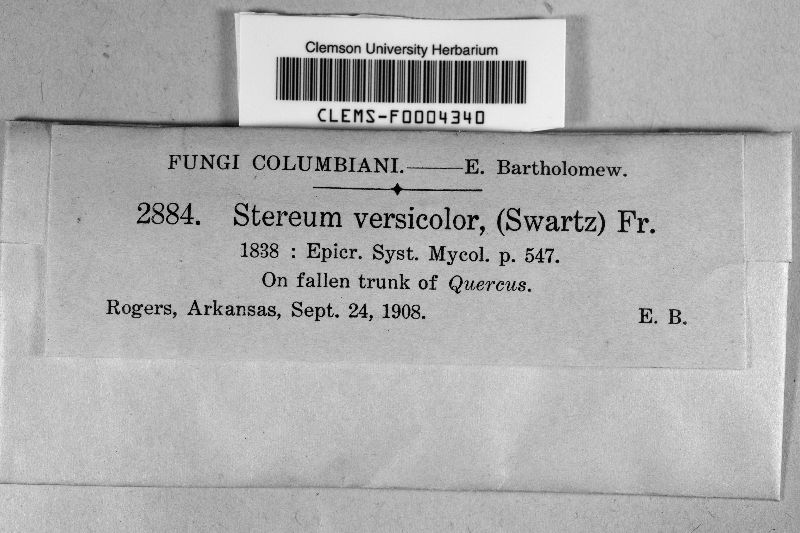 Clemson University Herbarium
CLEMS-F0004340
FUNGI COLUMBIANI.——E. Bartholomew.
2884. Stereum versicolor, (Swartz) Fr.
1838 : Epicr. Syst. Mycol. p. 547.
On fallen trunk of Quercus.
Rogers, Arkansas, Sept. 24, 1908. E. B.